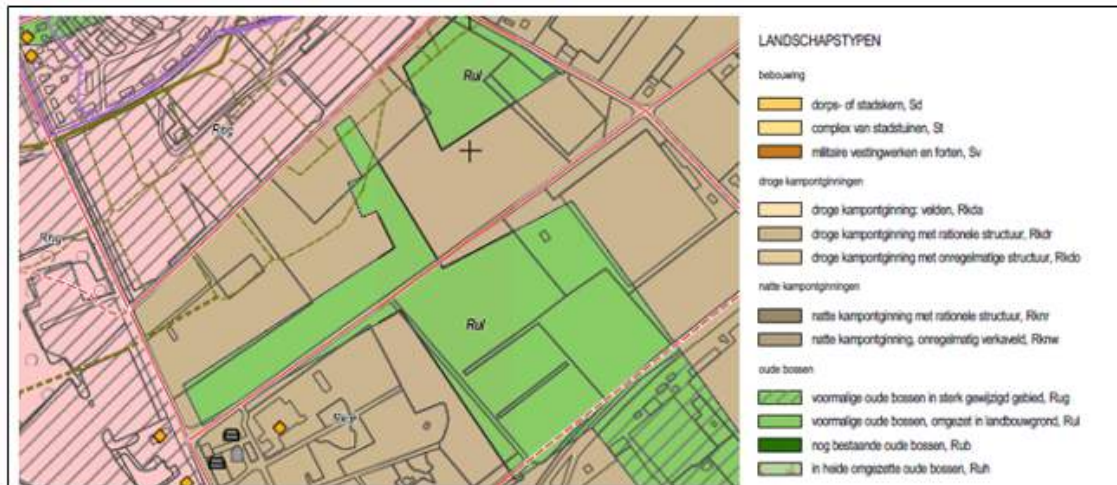 Rul
Rhg
Rhg
Rul
LANDSCHAPSTYPEN
bebouwing
dorps- of stadskern, Sd
complex van stadstuinen, St
militaire vestingwerken en forten, Sv
droge kampontginningen
droge kampontginning: velden, Rkda
droge kampontginning met rationele structuur, Rkdr
droge kampontginning met onregelmatige structuur, Rkdo
natte kampontginningen
natte kampontginning met rationele structuur, Rknr
natte kampontginning, onregelmatig verkaveld, Rknw
oude bossen
voormalige oude bossen in sterk gewijzigd gebied, Rug
voormalige oude bossen, omgezet in landbouwgrond, Rul
nog bestaande oude bossen, Rub
in heide omgezette oude bossen, Ruh